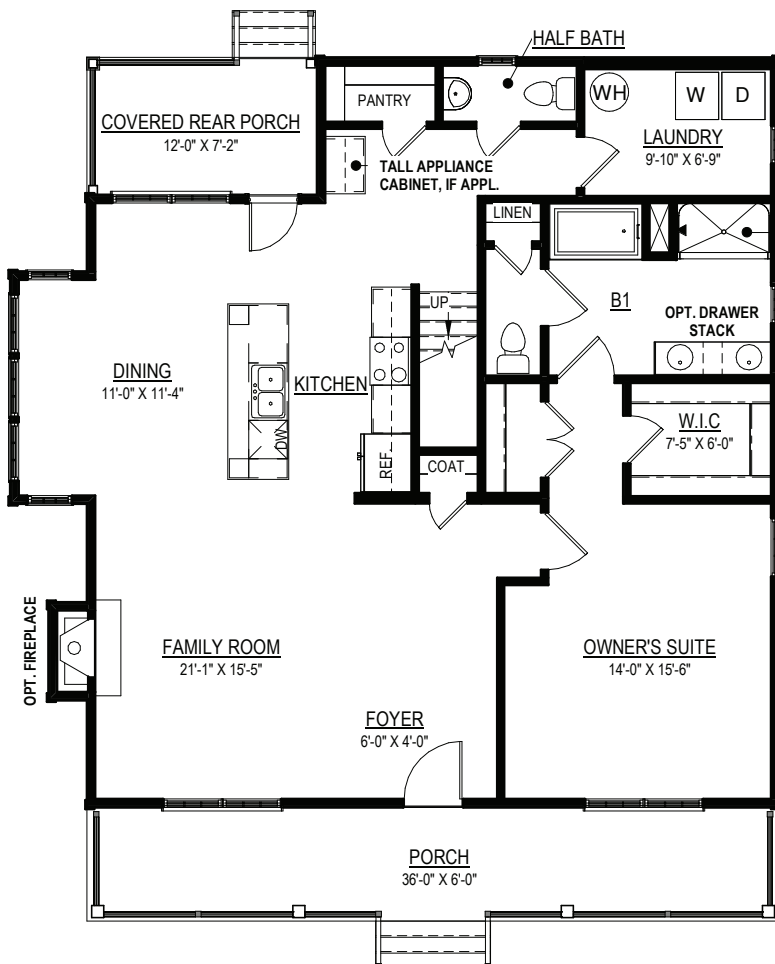 HALF BATH
PANTRY
WH
W
D
COVERED REAR PORCH
12'-0" X 7'-2"
LAUNDRY
9'-10" X 6'-9"
TALL APPLIANCE
CABINET, IF APPL.
LINEN
UP
B1
OPT. DRAWER
STACK
DINING
11'-0" X 11'-4"
KITCHEN
W.I.C
7'-5" X 6'-0"
DW
REF.
COAT
OPT. FIREPLACE
FAMILY ROOM
21'-1" X 15'-5"
OWNER'S SUITE
14'-0" X 15'-6"
FOYER
6'-0" X 4'-0"
PORCH
36'-0" X 6'-0"